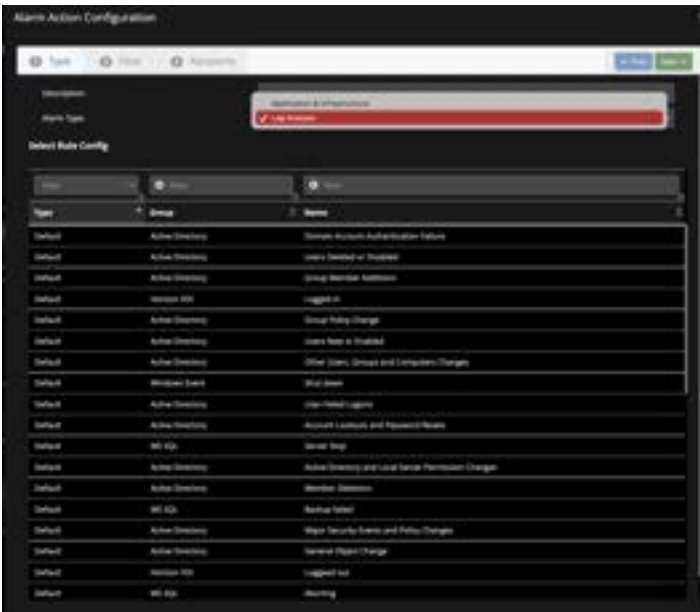 Alarm Action Configuration
Type Filter Recipients
Description
Application & Infrastructure
Alarm Type Log Analysis
Select Rule Config
Type Group Name
Default Active Directory Domain Account Authentication Failure
Default Active Directory Users Deleted or Disabled
Default Active Directory Group Member Additions
Default Horizon VDI Logged in
Default Active Directory Group Policy Change
Default Active Directory Users New or Enabled
Default Active Directory Other Users, Groups and Computers Changes
Default Windows Event Shut down
Default Active Directory User Failed Logons
Default Active Directory Account Lockouts and Password Resets
Default MS SQL Server Stop
Default Active Directory Active Directory and Local Server Permission Changes
Default Active Directory Member Deletions
Default MS SQL Backup failed
Default Active Directory Major Security Events and Policy Changes
Default Active Directory General Object Change
Default Horizon VDI Logged out
Default MS SQL